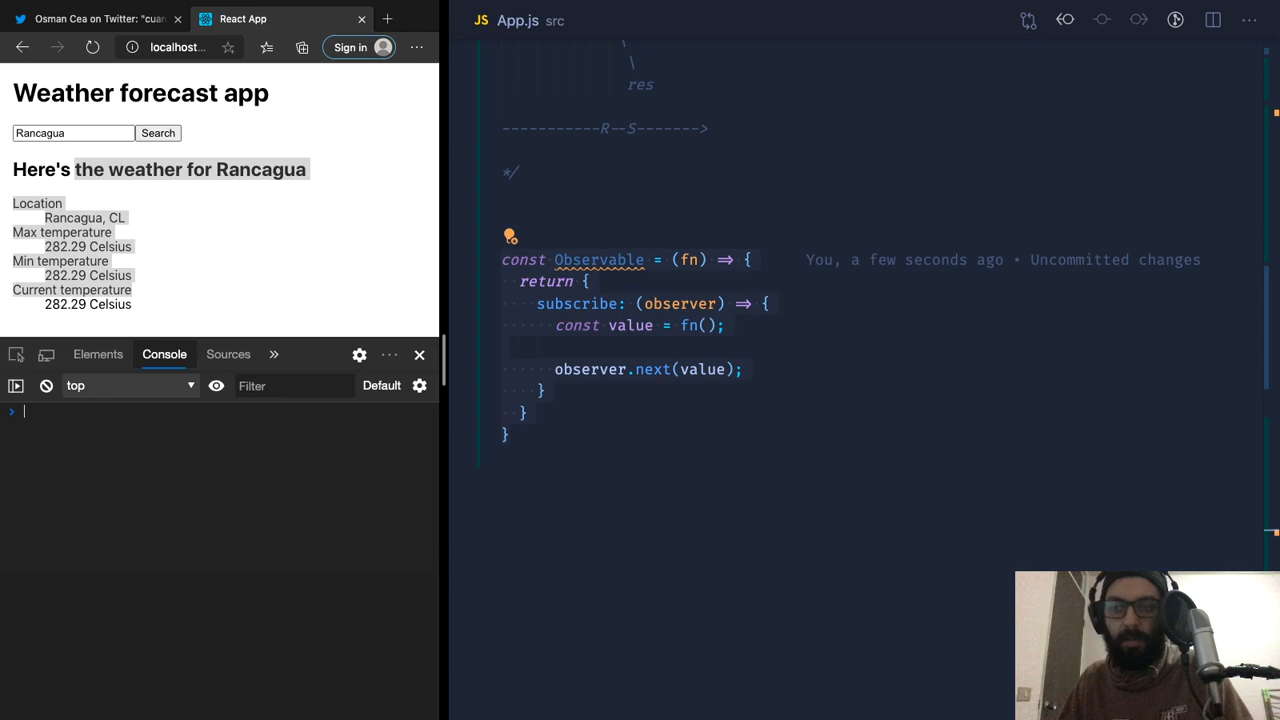 Osman Cea on Twitter: "cuan
React App
localhost...
Sign in
Weather forecast app
Rancagua
Search
Here's the weather for Rancagua
Location
Rancagua, CL
Max temperature
282.29 Celsius
Min temperature
282.29 Celsius
Current temperature
282.29 Celsius
Elements
Console
Sources
top
Filter
Default
JS App.js src
\
\
res
-----------R--S------->
*/
const Observable = (fn) => { You, a few seconds ago • Uncommitted changes
return {
subscribe: (observer) => {
const value = fn();
observer.next(value);
}
}
}